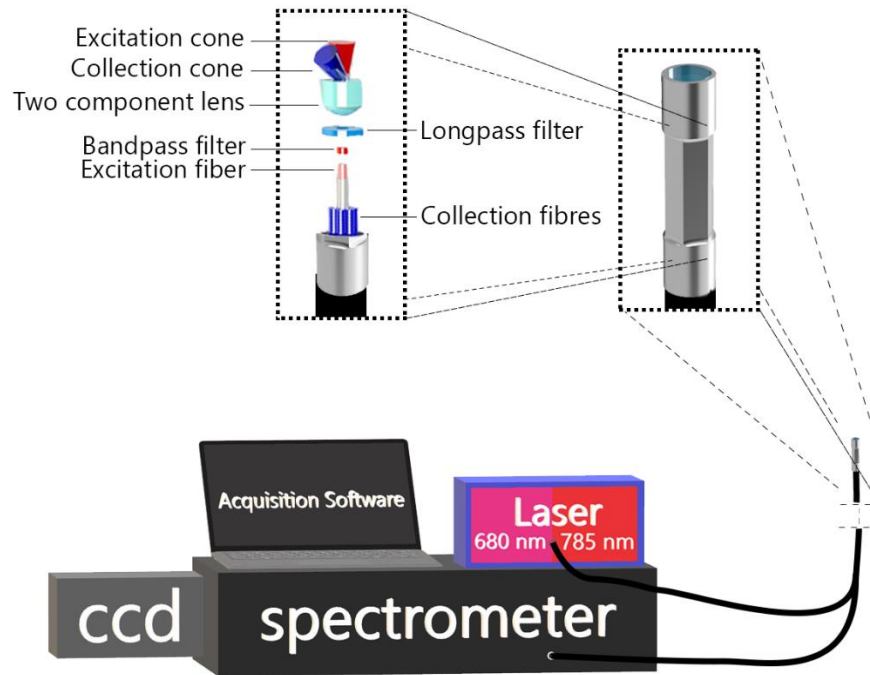 Excitation cone
Collection cone
Two component lens
Longpass filter
Bandpass filter
Excitation fiber
Collection fibres
Acquisition Software
Laser
680 nm 785 nm
ccd
spectrometer